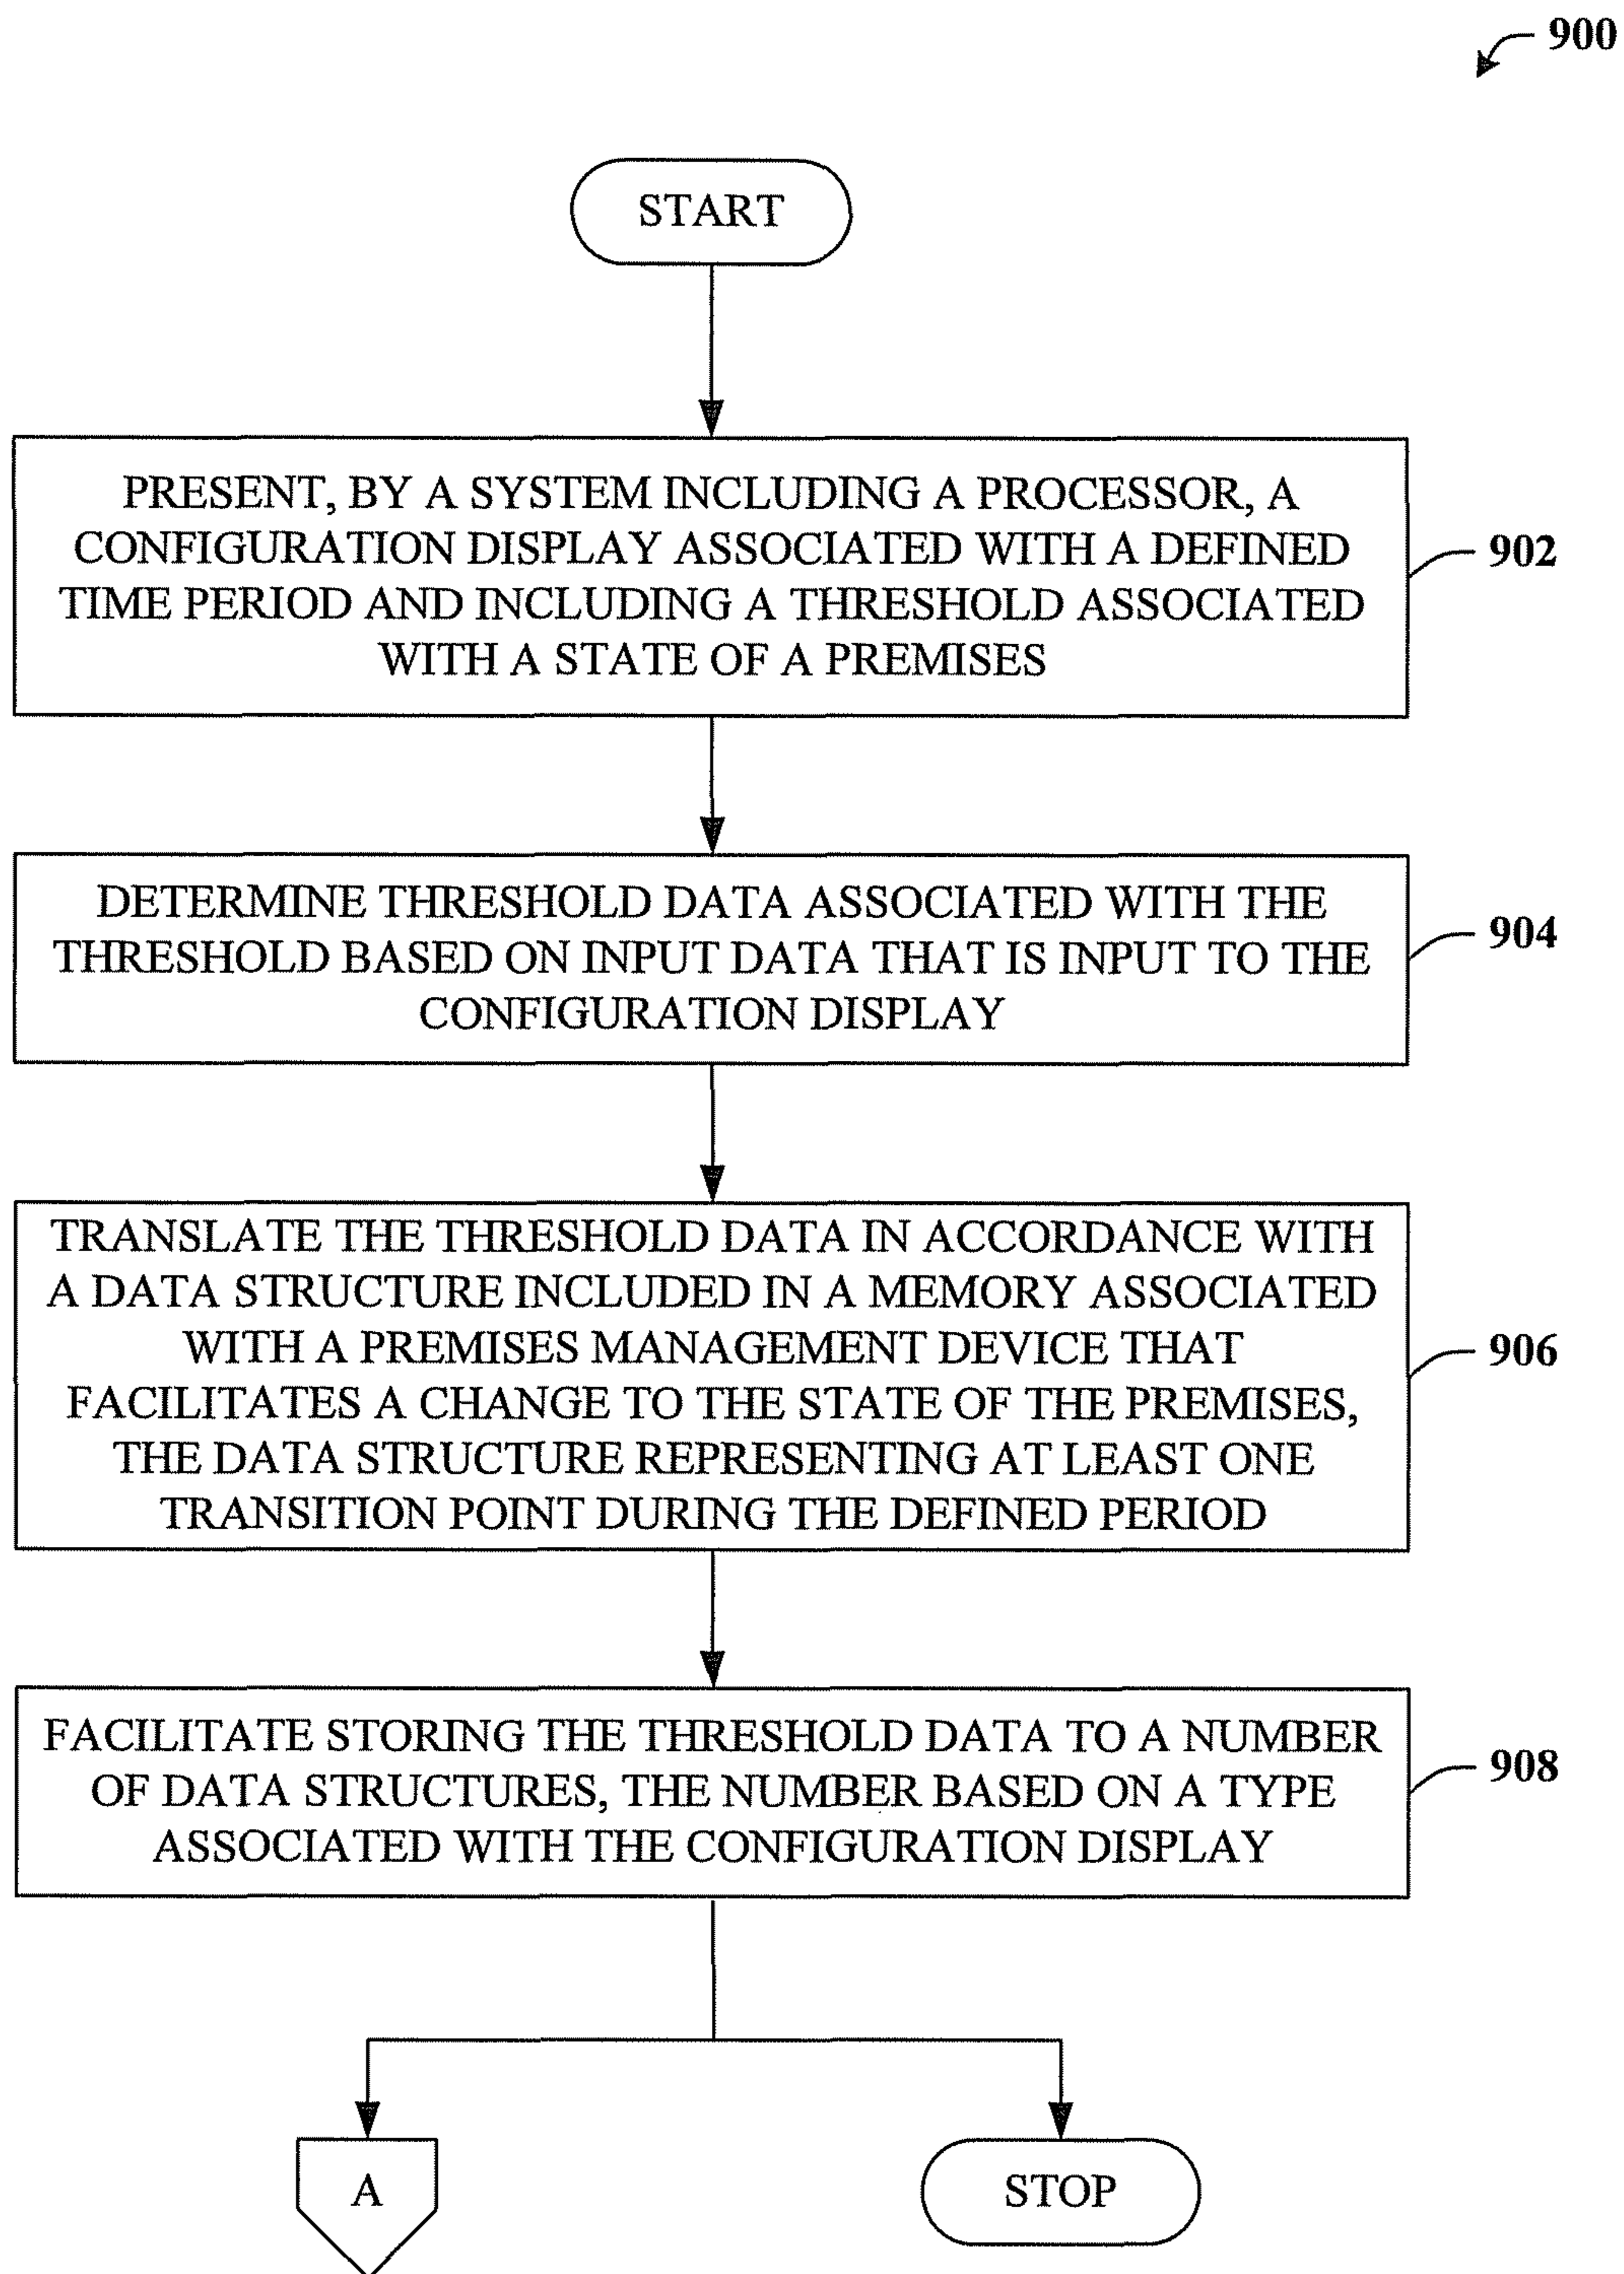 900
START
PRESENT, BY A SYSTEM INCLUDING A PROCESSOR, A
CONFIGURATION DISPLAY ASSOCIATED WITH A DEFINED
TIME PERIOD AND INCLUDING A THRESHOLD ASSOCIATED
WITH A STATE OF A PREMISES
902
DETERMINE THRESHOLD DATA ASSOCIATED WITH THE
THRESHOLD BASED ON INPUT DATA THAT IS INPUT TO THE
CONFIGURATION DISPLAY
904
TRANSLATE THE THRESHOLD DATA IN ACCORDANCE WITH
A DATA STRUCTURE INCLUDED IN A MEMORY ASSOCIATED
WITH A PREMISES MANAGEMENT DEVICE THAT
FACILITATES A CHANGE TO THE STATE OF THE PREMISES,
THE DATA STRUCTURE REPRESENTING AT LEAST ONE
TRANSITION POINT DURING THE DEFINED PERIOD
906
FACILITATE STORING THE THRESHOLD DATA TO A NUMBER
OF DATA STRUCTURES, THE NUMBER BASED ON A TYPE
ASSOCIATED WITH THE CONFIGURATION DISPLAY
908
A
STOP